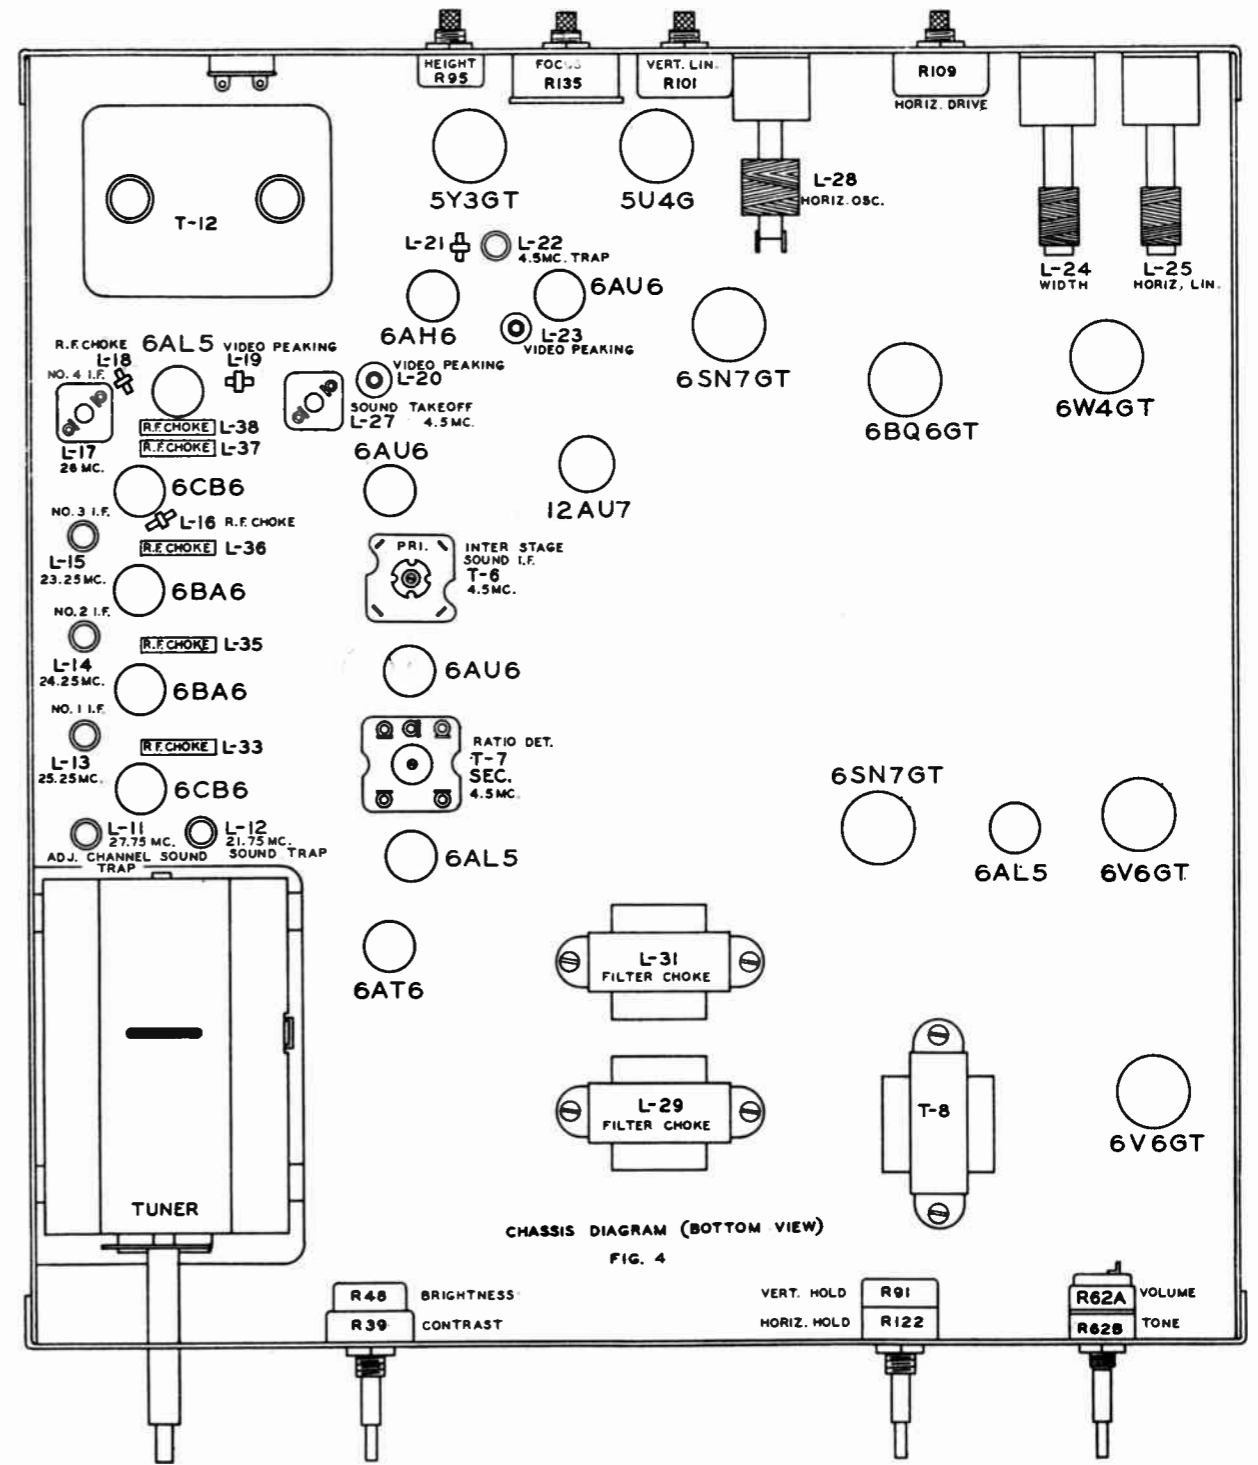 HEIGHT
R95
FOCUS
R135
VERT. LIN.
R101
R109
HORIZ. DRIVE
T-12
5Y3GT
5U4G
L-28
HORIZ. OSC.
L-24
WIDTH
L-25
HORIZ, LIN.
L-21
L-22
4.5MC. TRAP
6AH6
6AU6
L-23
VIDEO PEAKING
6SN7GT
6BQ6GT
6W4GT
R.F. CHOKE
L-18
6AL5
VIDEO PEAKING
L-19
NO. 4 I.F.
VIDEO PEAKING
L-20
SOUND TAKEOFF
L-27 4.5MC.
L-17
26 MC.
R.F. CHOKE L-38
R.F. CHOKE L-37
6AU6
12AU7
6CB6
NO. 3 I.F.
L-16 R.F. CHOKE
L-15
23.25MC.
R.F. CHOKE L-36
PRI.
INTER STAGE
SOUND I.F.
T-6
4.5MC.
6BA6
NO. 2 I.F.
L-14
24.25MC.
R.F. CHOKE L-35
6AU6
6BA6
NO. 1 I.F.
L-13
25.25MC.
R.F. CHOKE L-33
RATIO DET.
T-7
SEC.
4.5MC.
6CB6
6SN7GT
L-11
27.75 MC.
ADJ. CHANNEL SOUND
TRAP
L-12
21.75 MC.
SOUND TRAP
6AL5
6AL5
6V6GT
6AT6
L-31
FILTER CHOKE
L-29
FILTER CHOKE
T-8
6V6GT
TUNER
CHASSIS DIAGRAM (BOTTOM VIEW)
FIG. 4
R48 BRIGHTNESS
R39 CONTRAST
VERT. HOLD R91
HORIZ. HOLD R122
R62A VOLUME
R62B TONE